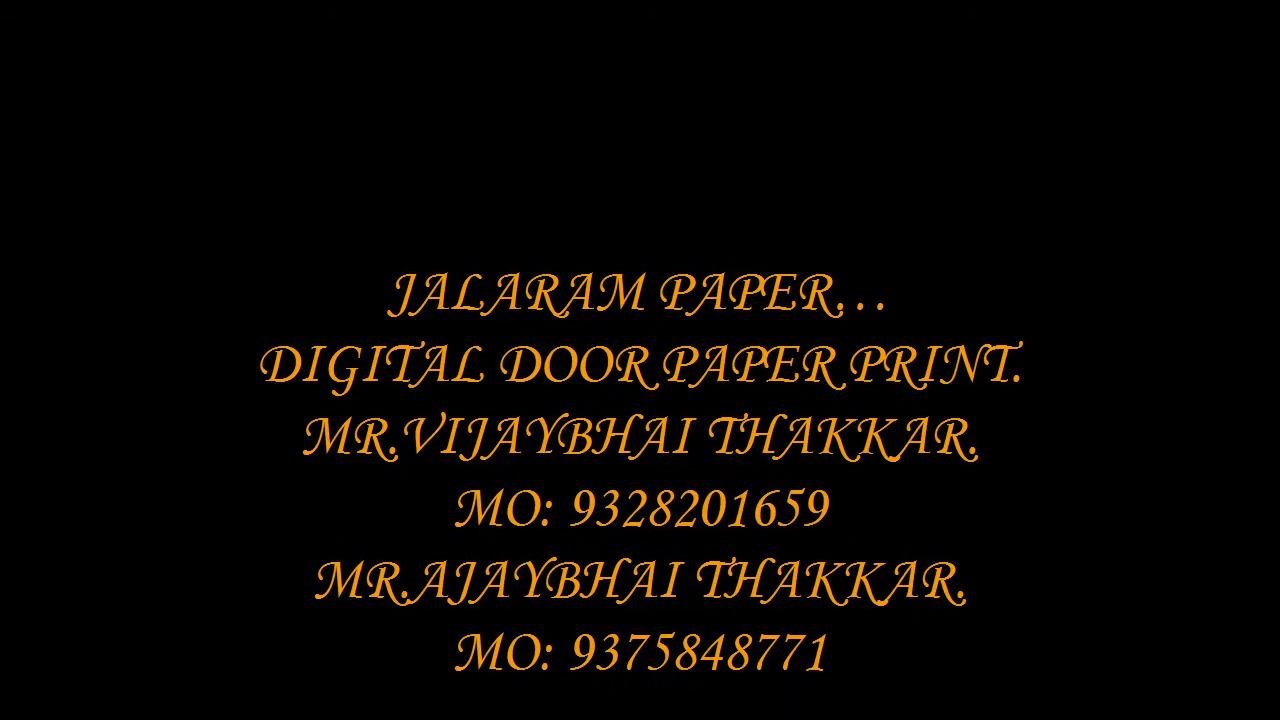 JALARAM PAPER...
DIGITAL DOOR PAPER PRINT.
MR.VIJAYBHAI THAKKAR.
MO: 9328201659
MR.AJAYBHAI THAKKAR.
MO: 9375848771